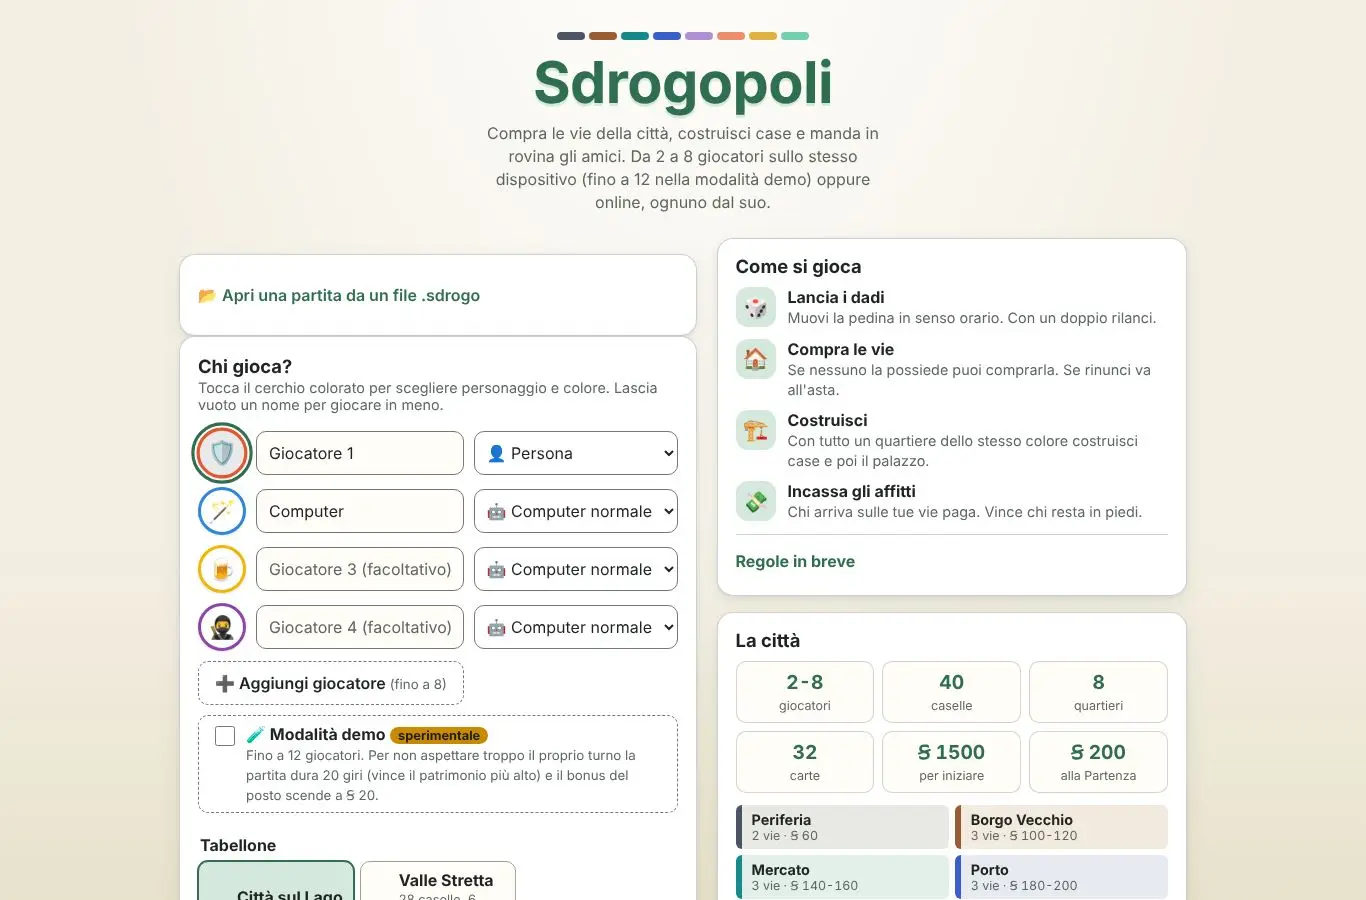 Sdrogopoli
Compra le vie della città, costruisci case e manda in
rovina gli amici. Da 2 a 8 giocatori sullo stesso
dispositivo (fino a 12 nella modalità demo) oppure
online, ognuno dal suo.
📂 Apri una partita da un file .sdrogo
Chi gioca?
Tocca il cerchio colorato per scegliere personaggio e colore. Lascia
vuoto un nome per giocare in meno.
Giocatore 1
👤 Persona
Computer
🤖 Computer normale
Giocatore 3 (facoltativo)
🤖 Computer normale
Giocatore 4 (facoltativo)
🤖 Computer normale
➕ Aggiungi giocatore (fino a 8)
🧪 Modalità demo sperimentale
Fino a 12 giocatori. Per non aspettare troppo il proprio turno la
partita dura 20 giri (vince il patrimonio più alto) e il bonus del
posto scende a S̶ 20.
Tabellone
Città sul Lago
Valle Stretta
28 caselle, 6
Come si gioca
Lancia i dadi
Muovi la pedina in senso orario. Con un doppio rilanci.
Compra le vie
Se nessuno la possiede puoi comprarla. Se rinunci va
all'asta.
Costruisci
Con tutto un quartiere dello stesso colore costruisci
case e poi il palazzo.
Incassa gli affitti
Chi arriva sulle tue vie paga. Vince chi resta in piedi.
Regole in breve
La città
2-8
giocatori
40
caselle
8
quartieri
32
carte
S̶ 1500
per iniziare
S̶ 200
alla Partenza
Periferia
2 vie · S̶ 60
Borgo Vecchio
3 vie · S̶ 100-120
Mercato
3 vie · S̶ 140-160
Porto
3 vie · S̶ 180-200